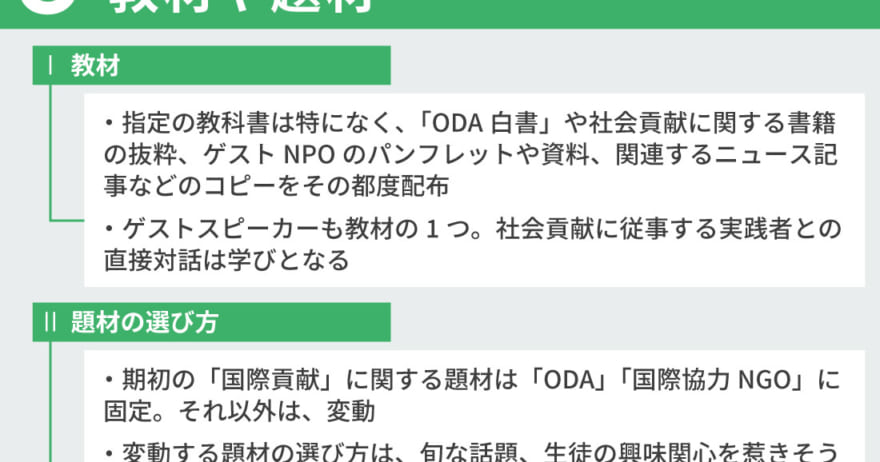 教材や題材
I 教材
・指定の教科書は特になく、「ODA 白書」や社会貢献に関する書籍
の抜粋、ゲスト NPO のパンフレットや資料、関連するニュース記
事などのコピーをその都度配布
・ゲストスピーカーも教材の 1 つ。社会貢献に従事する実践者との
直接対話は学びとなる
II 題材の選び方
・期初の「国際貢献」に関する題材は「ODA」「国際協力 NGO」に
固定。それ以外は、変動
・変動する題材の選び方は、旬な話題、生徒の興味関心を惹きそう